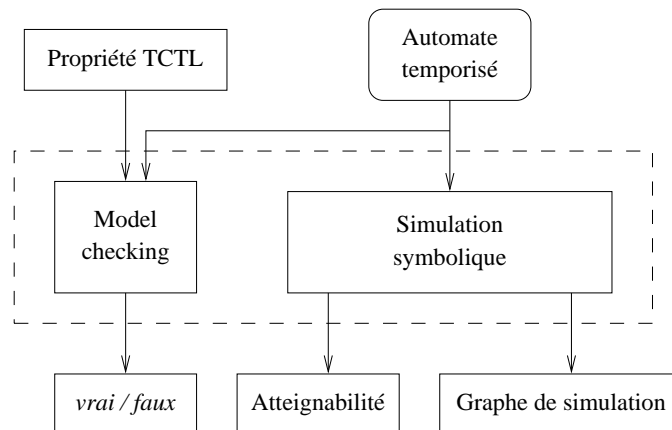 Propriété TCTL
Automate
temporisé
Model
checking
Simulation
symbolique
vrai / faux
Atteignabilité
Graphe de simulation